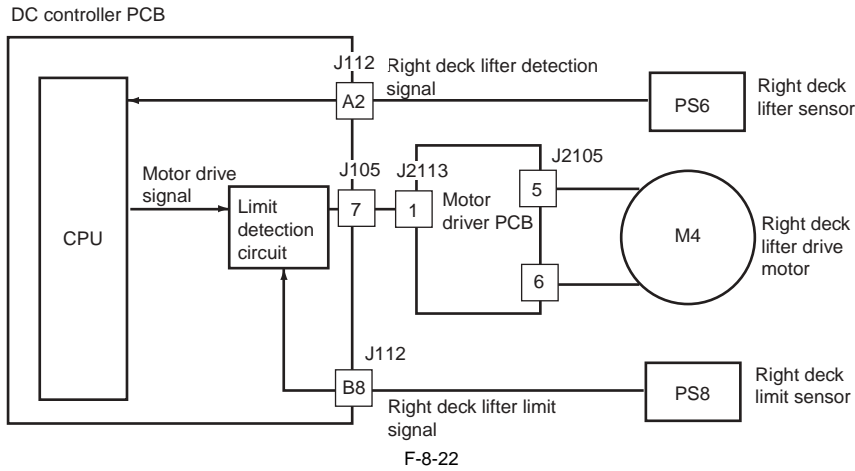 DC controller PCB
J112
Right deck lifter detection
signal
A2
PS6
Right deck
lifter sensor
J105
J2113
J2105
Motor drive
signal
CPU
Limit
detection
circuit
7
1
Motor
driver PCB
5
6
M4
Right deck
lifter drive
motor
J112
B8
Right deck lifter limit
signal
PS8
Right deck
limit sensor
F-8-22